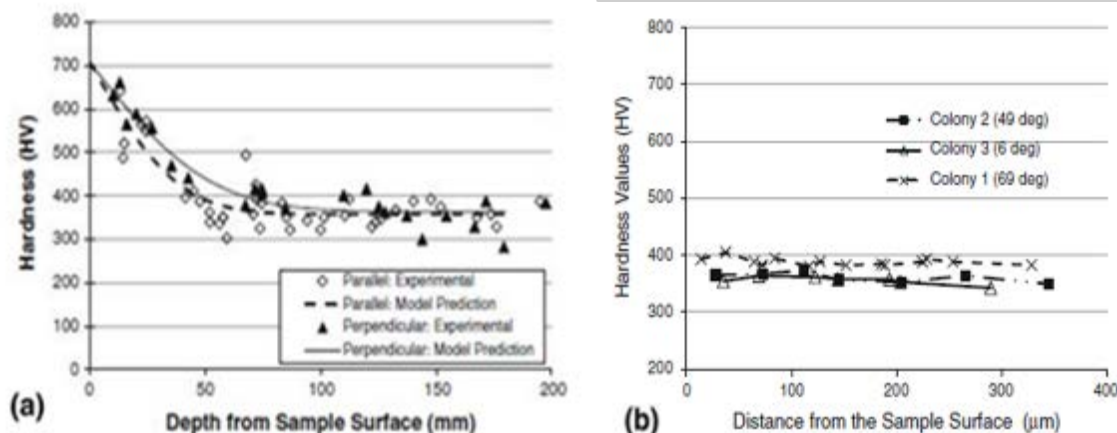 800
700
600
500
400
300
200
100
0
0 50 100 150 200
Hardness (HV)
Depth from Sample Surface (mm)
Parallel: Experimental
Parallel: Model Prediction
Perpendicular: Experimental
Perpendicular: Model Prediction
(a)
800
700
600
500
400
300
200
0 100 200 300 400
Hardness Values (HV)
Distance from the Sample Surface (μm)
Colony 2 (49 deg)
Colony 3 (6 deg)
Colony 1 (69 deg)
(b)